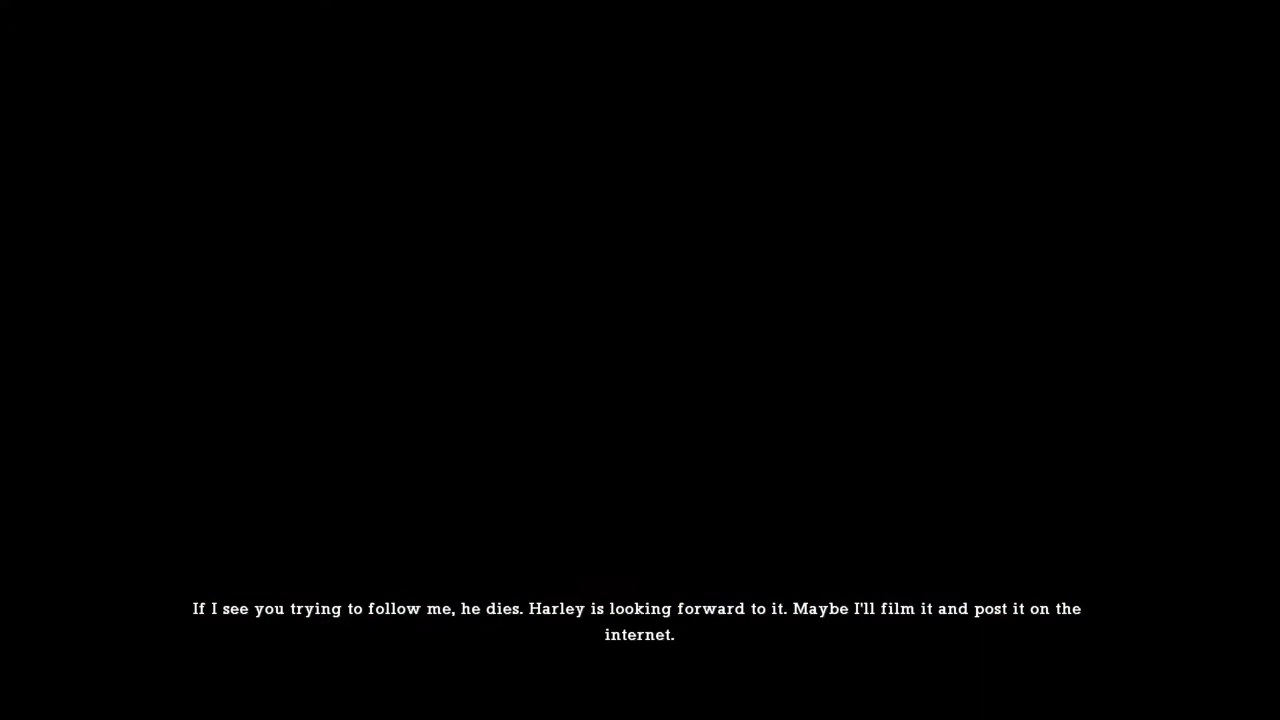 If I see you trying to follow me, he dies. Harley is looking forward to it. Maybe I'll film it and post it on the
internet.